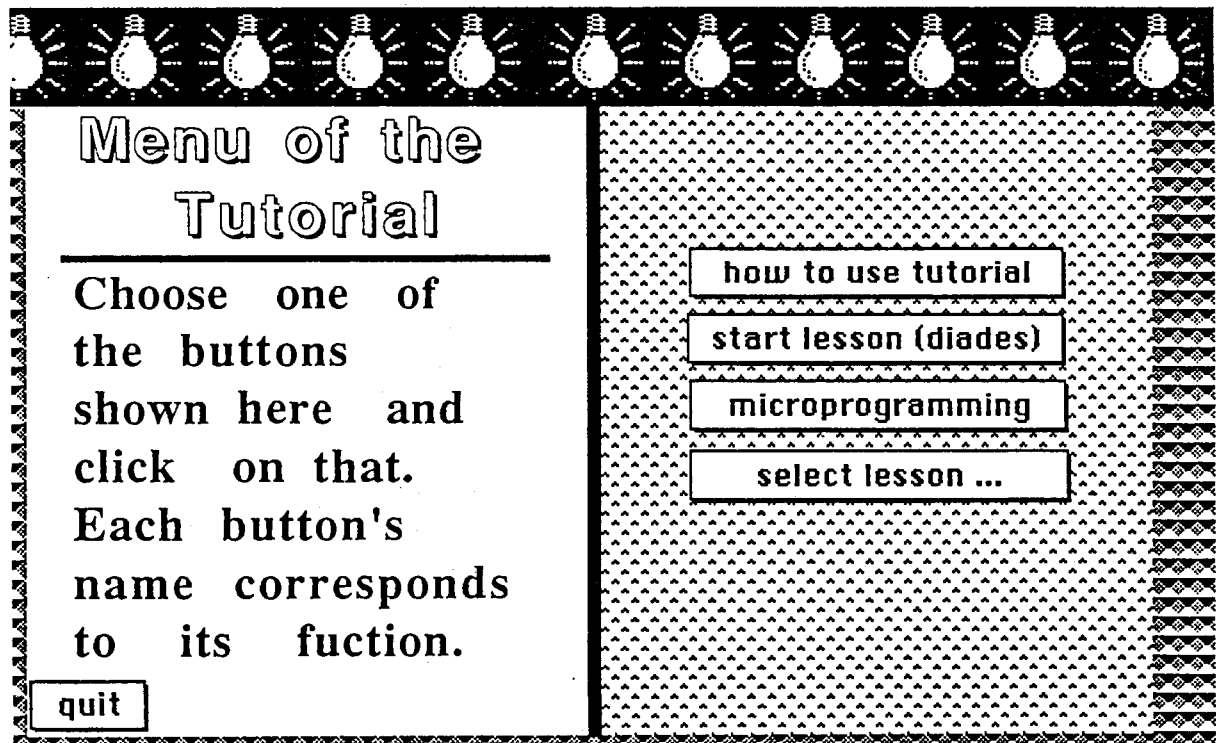 Menu of the
Tutorial
Choose one of
the buttons
shown here and
click on that.
Each button's
name corresponds
to its fuction.
quit
how to use tutorial
start lesson (diades)
microprogramming
select lesson ...